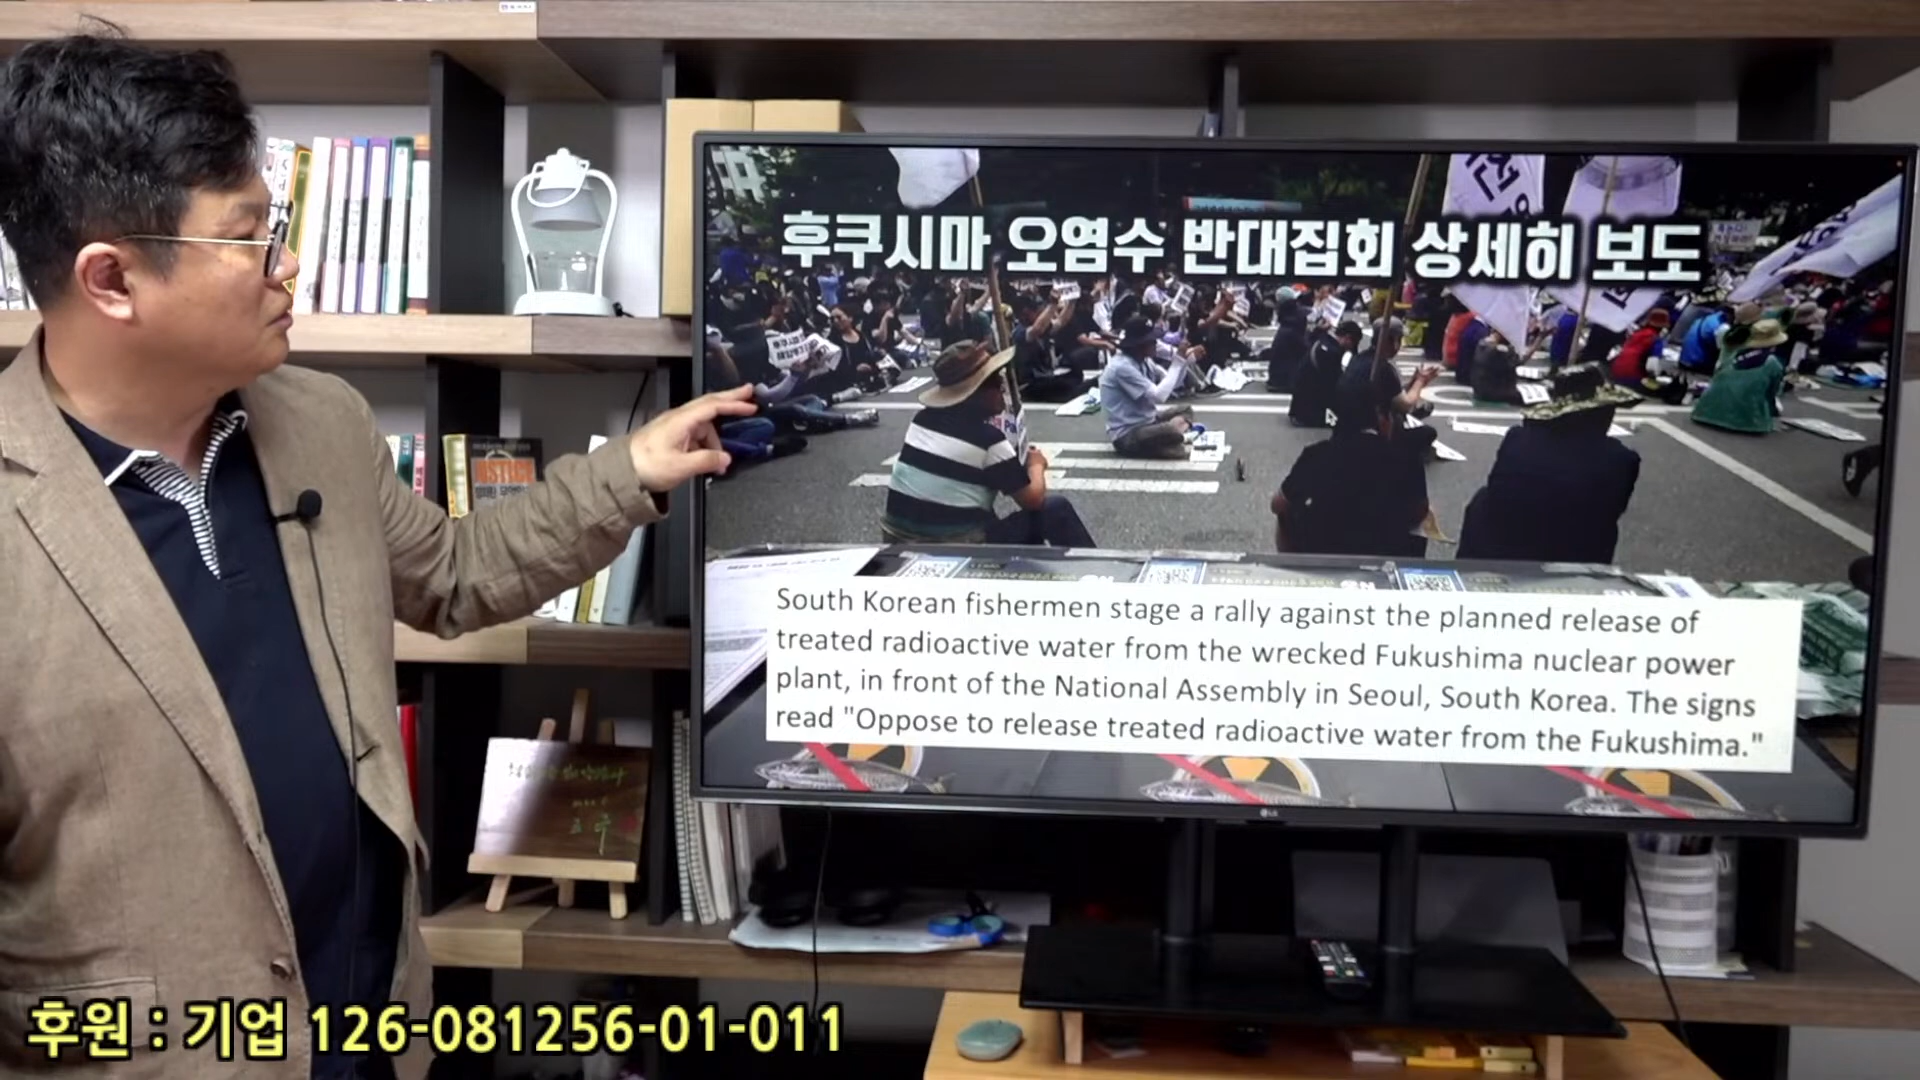 후쿠시마 오염수 반대집회 상세히 보도
South Korean fishermen stage a rally against the planned release of
treated radioactive water from the wrecked Fukushima nuclear power
plant, in front of the National Assembly in Seoul, South Korea. The signs
read "Oppose to release treated radioactive water from the Fukushima."
JUSTICE
LG
후원 : 기업 126-081256-01-011